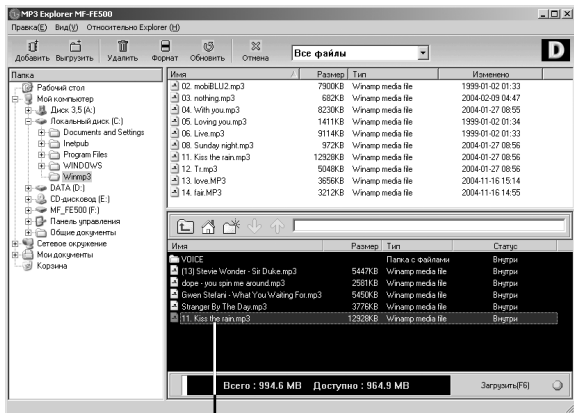 MP3 Explorer MF-FE500
Правка(E) Вид(V) Относительно Explorer (H)
Добавить Выгрузить Удалить Формат Обновить Отмена
Все файлы
D
Папка
Рабочий стол
Мой компьютер
Диск 3,5 (A:)
Локальный диск (C:)
Documents and Settings
Inetpub
Program Files
WINDOWS
Winmp3
DATA (D:)
CD-дисковод (E:)
MF_FE500 (F:)
Панель управления
Общие документы
Сетевое окружение
Мои документы
Корзина
Имя Размер Тип Изменено
02. mobiBLU2.mp3 7900KB Winamp media file 1999-01-02 01:33
03. nothing.mp3 682KB Winamp media file 2004-02-09 04:47
04. With you.mp3 8230KB Winamp media file 2004-01-27 08:55
05. Loving you.mp3 1411KB Winamp media file 1999-01-02 01:34
06. Live.mp3 9114KB Winamp media file 1999-01-02 01:33
08. Sunday night.mp3 972KB Winamp media file 2004-01-27 08:56
11. Kiss the rain.mp3 12928KB Winamp media file 2004-01-27 08:56
12. Tr.mp3 5048KB Winamp media file 2004-01-27 08:56
13. love.MP3 3656KB Winamp media file 2004-11-16 15:14
14. fair.MP3 3212KB Winamp media file 2004-11-16 14:55
Имя Размер Тип Статус
VOICE Папка с файлами Внутри
(13) Stevie Wonder - Sir Duke.mp3 5447KB Winamp media file Внутри
dope - you spin me around.mp3 2581KB Winamp media file Внутри
Gwen Stefani - What You Waiting For.mp3 5450KB Winamp media file Внутри
Stranger By The Day.mp3 3776KB Winamp media file Внутри
11. Kiss the rain.mp3 12928KB Winamp media file Внутри
Всего : 994.6 MB Доступно : 964.9 MB
Загрузить(F6)